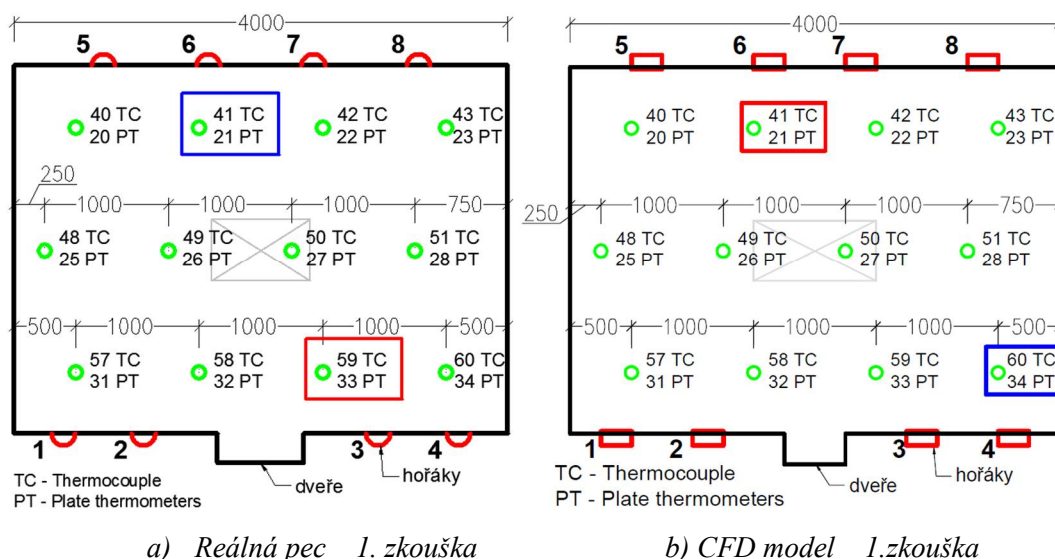 4000
5 6 7 8
40 TC 41 TC 42 TC 43 TC
20 PT 21 PT 22 PT 23 PT
250
1000 1000 1000 750
48 TC 49 TC 50 TC 51 TC
25 PT 26 PT 27 PT 28 PT
500 1000 1000 1000 500
57 TC 58 TC 59 TC 60 TC
31 PT 32 PT 33 PT 34 PT
1 2 3 4
hořáky
dveře
TC - Thermocouple
PT - Plate thermometers
a) Reálná pec 1. zkouška
4000
5 6 7 8
40 TC 41 TC 42 TC 43 TC
20 PT 21 PT 22 PT 23 PT
250
1000 1000 1000 750
48 TC 49 TC 50 TC 51 TC
25 PT 26 PT 27 PT 28 PT
500 1000 1000 1000 500
57 TC 58 TC 59 TC 60 TC
31 PT 32 PT 33 PT 34 PT
1 2 3 4
hořáky
dveře
TC - Thermocouple
PT - Plate thermometers
b) CFD model 1.zkouška